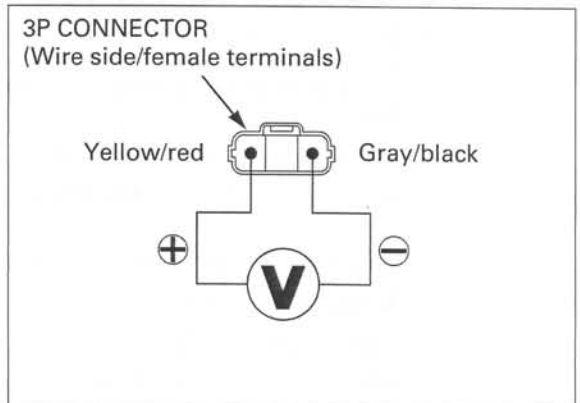 3P CONNECTOR
(Wire side/female terminals)
Yellow/red
Gray/black
+
V
−